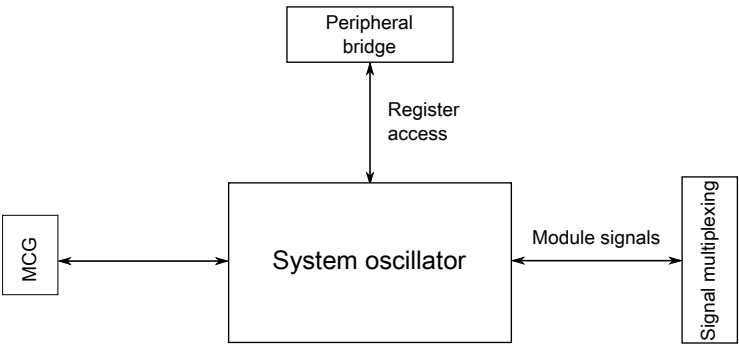 Peripheral
bridge
Register
access
MCG
System oscillator
Module signals
Signal multiplexing